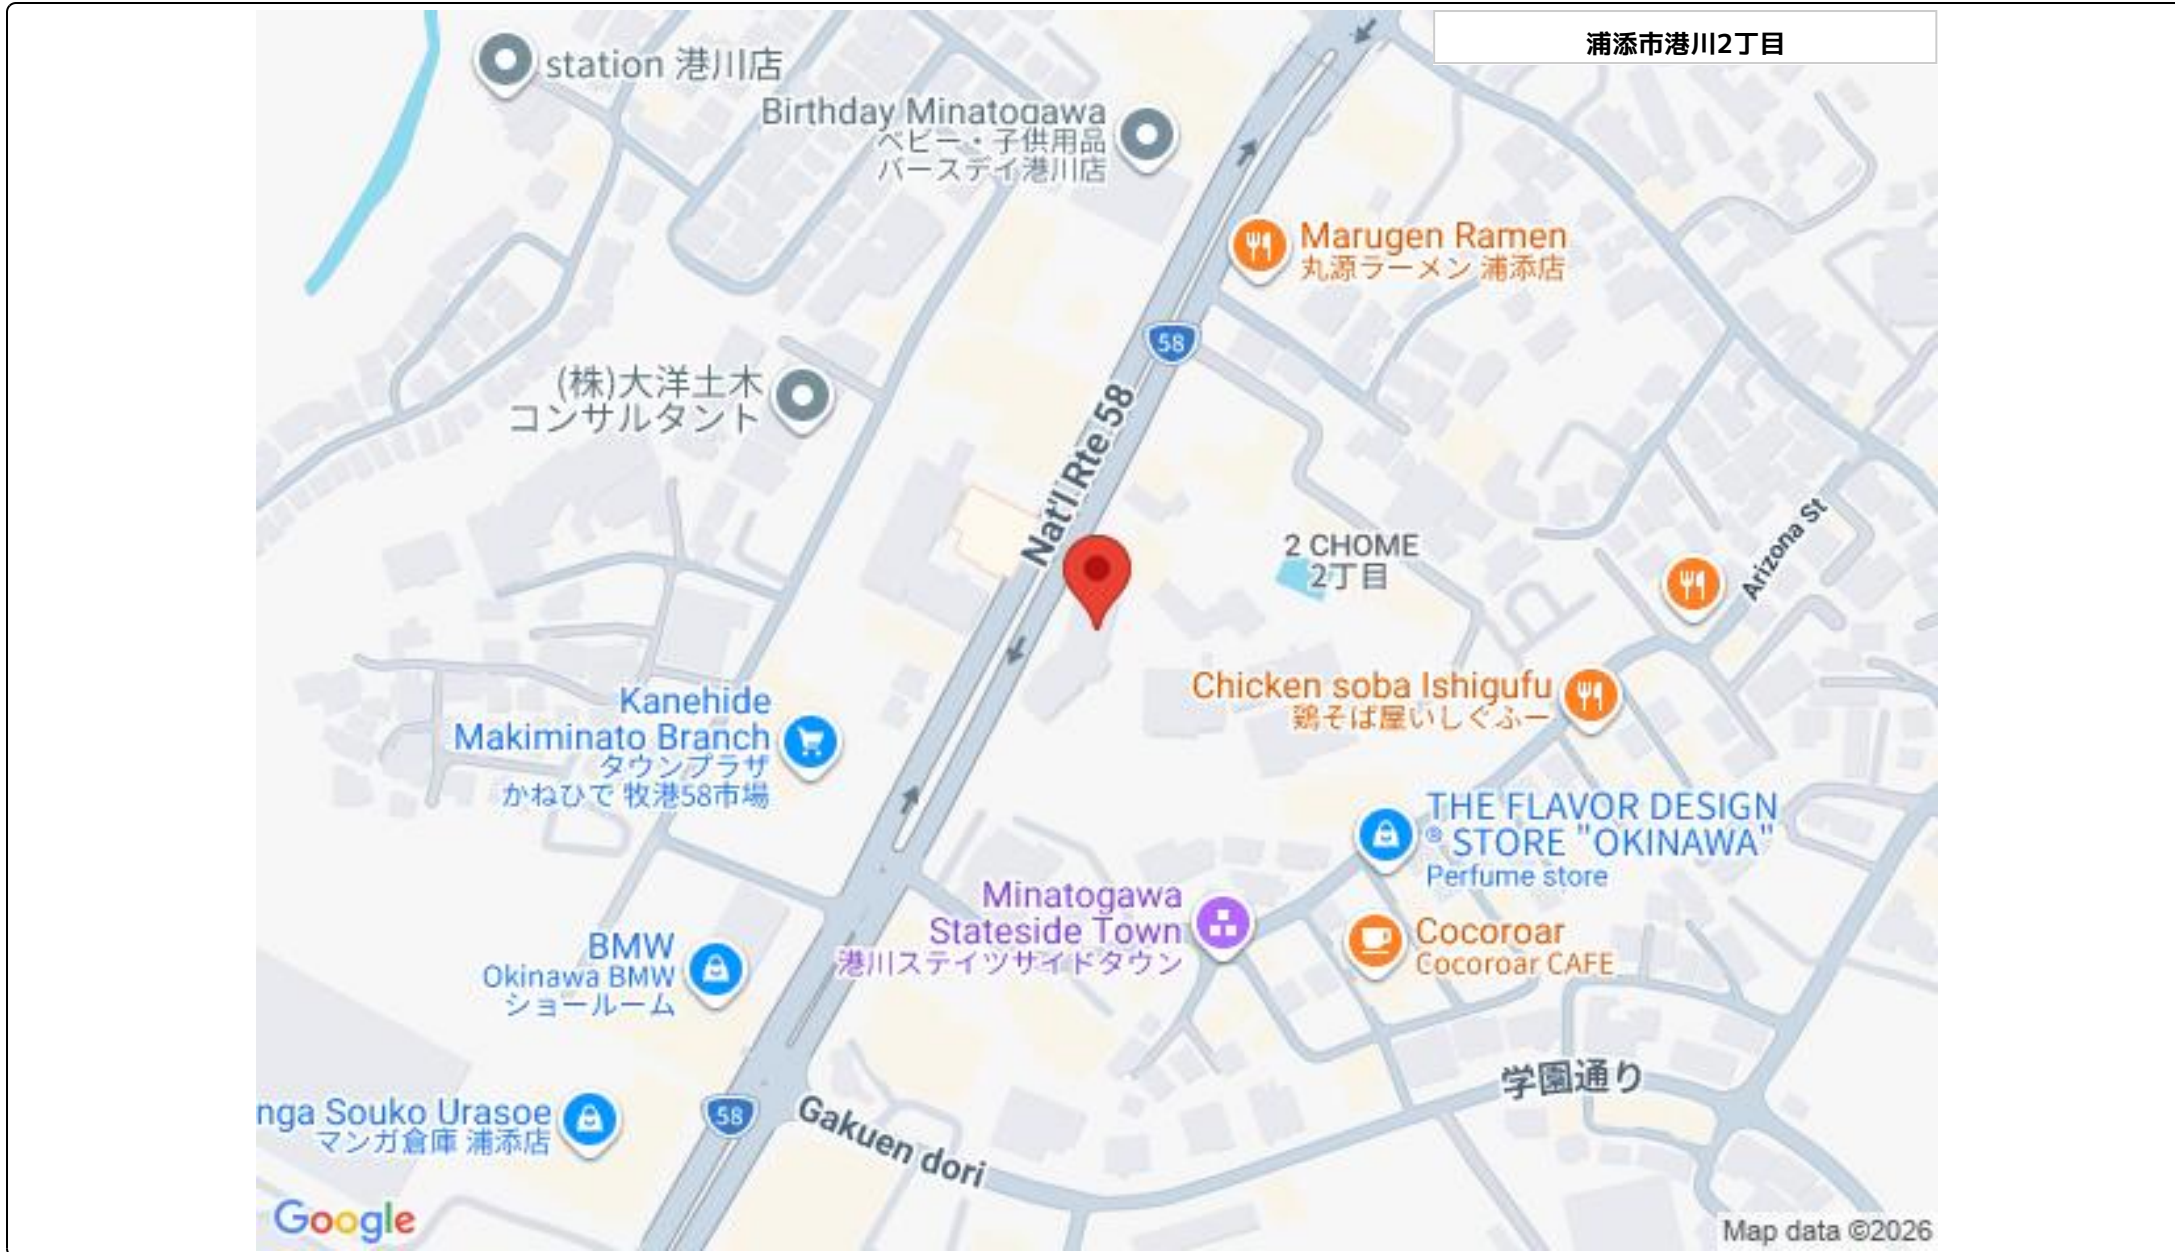 浦添市港川2丁目
station 港川店
Birthday Minatogawa
ベビー・子供用品
バースデイ港川店
Marugen Ramen
丸源ラーメン 浦添店
58
(株)大洋土木
コンサルタント
Nat'l Rte 58
2 CHOME
2丁目
Arizona St
Chicken soba Ishigufu
鶏そば屋いしぐふー
Kanehide
Makiminato Branch
タウンプラザ
かねひで 牧港58市場
THE FLAVOR DESIGN
® STORE "OKINAWA"
Perfume store
Minatogawa
Stateside Town
港川ステイツサイドタウン
Cocoroar
Cocoroar CAFE
BMW
Okinawa BMW
ショールーム
学園通り
nga Souko Urasoe
マンガ倉庫 浦添店
58
Gakuen dori
Google
Map data ©2026